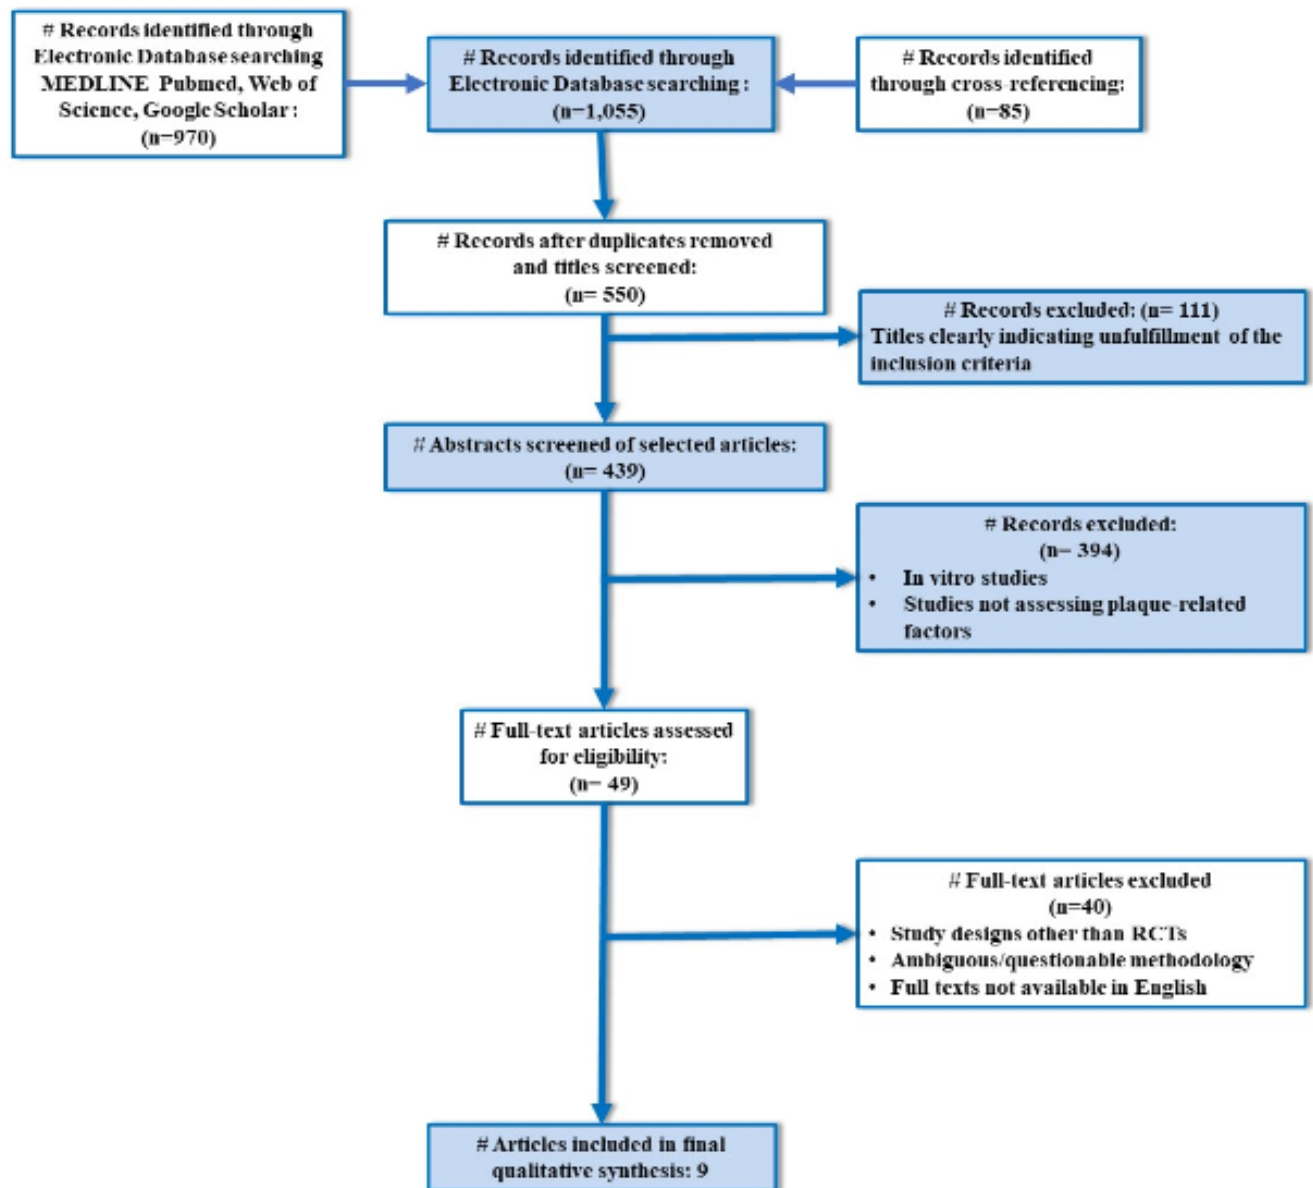 # Records identified through
Electronic Database searching
MEDLINE Pubmed, Web of
Science, Google Scholar :
(n=970)
# Records identified through
Electronic Database searching :
(n=1,055)
# Records identified
through cross-referencing:
(n=85)
# Records after duplicates removed
and titles screened:
(n= 550)
# Records excluded: (n= 111)
Titles clearly indicating unfulfillment of the
inclusion criteria
# Abstracts screened of selected articles:
(n= 439)
# Records excluded:
(n= 394)
• In vitro studies
• Studies not assessing plaque-related
factors
# Full-text articles assessed
for eligibility:
(n= 49)
# Full-text articles excluded
(n=40)
• Study designs other than RCTs
• Ambiguous/questionable methodology
• Full texts not available in English
# Articles included in final
qualitative synthesis: 9